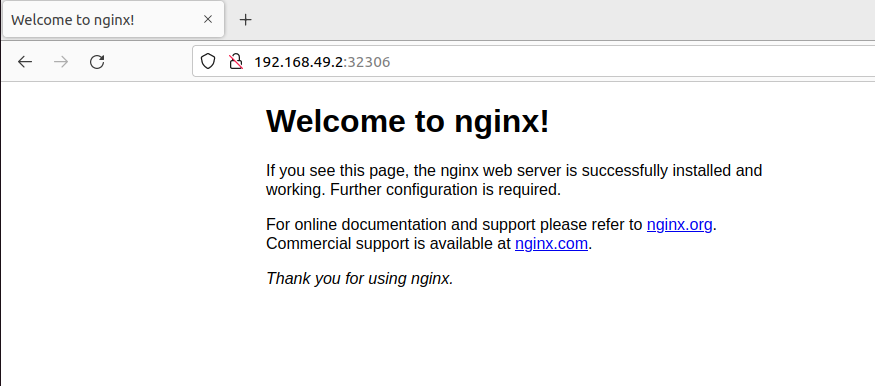 Welcome to nginx!
192.168.49.2:32306
Welcome to nginx!
If you see this page, the nginx web server is successfully installed and
working. Further configuration is required.
For online documentation and support please refer to nginx.org.
Commercial support is available at nginx.com.
Thank you for using nginx.